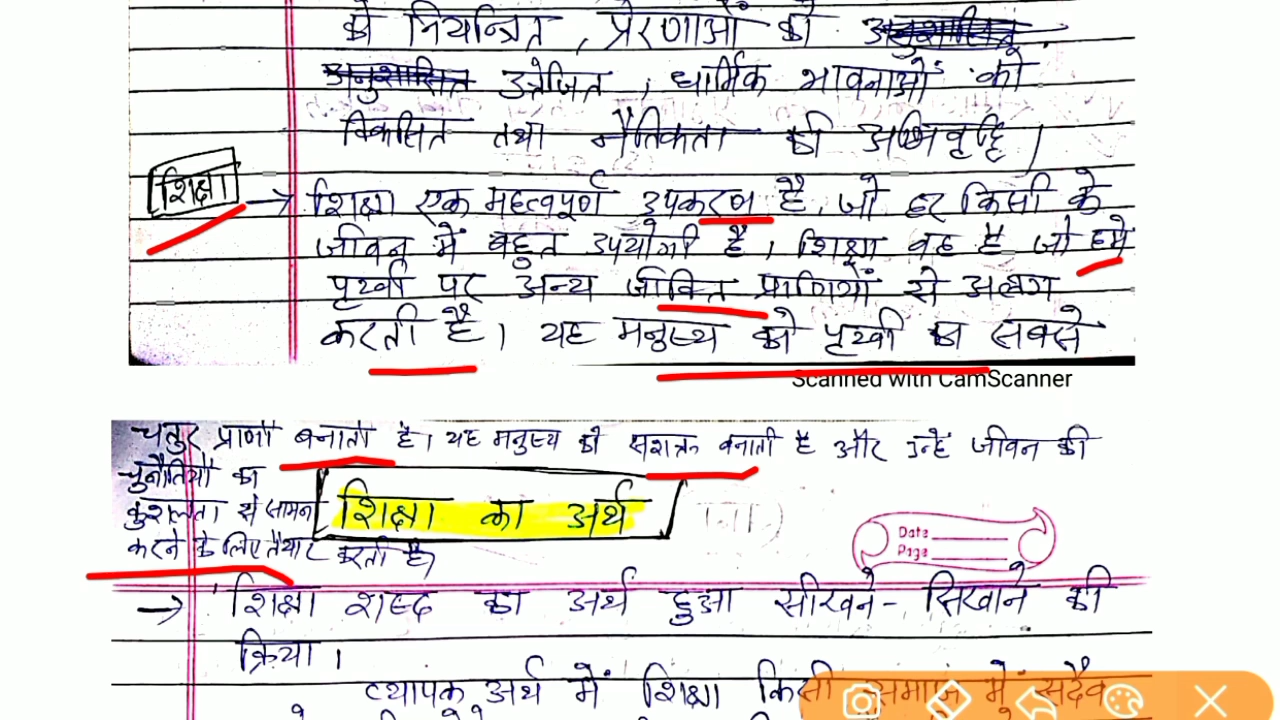 को नियन्त्रित, प्रेरणाओं को अनुशासित
अनुशासित उत्तेजित, धार्मिक भावनाओं को
विकसित तथा नैतिकता की अभिवृद्धि।
शिक्षा → शिक्षा एक महत्वपूर्ण उपकरण है, जो हर किसी के
जीवन में बहुत उपयोगी है, शिक्षा वह है जो हमें
पृथ्वी पर अन्य जीवित प्राणियों से अलग
करती है। यह मनुष्य को पृथ्वी का सबसे
Scanned with CamScanner
चतुर प्राणी बनाती है। यह मनुष्य को सशक्त बनाती है और उन्हें जीवन की
चुनौतियों का
कुशलता से सामन
करने के लिए तैयार करती है।
शिक्षा का अर्थ
Date
Page
→ शिक्षा शब्द का अर्थ हुआ सीखने-सिखाने की
क्रिया।
व्यापक अर्थ में शिक्षा किसी समाज में सदैव